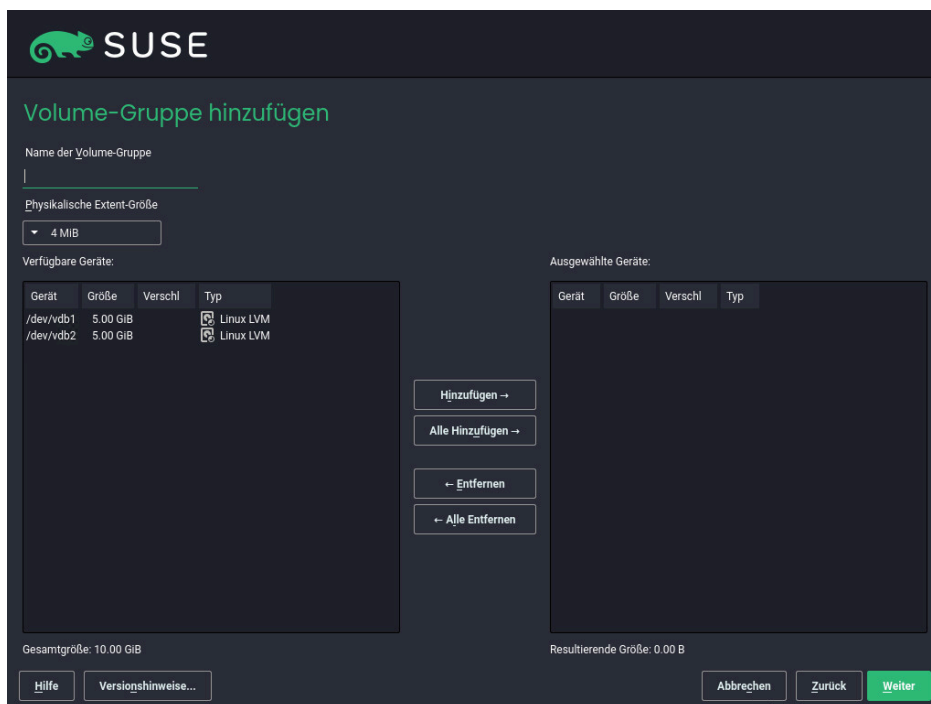 SUSE
Volume-Gruppe hinzufügen
Name der Volume-Gruppe
Physikalische Extent-Größe
4 MiB
Verfügbare Geräte:
Gerät Größe Verschl Typ
/dev/vdb1 5.00 GiB Linux LVM
/dev/vdb2 5.00 GiB Linux LVM
Gesamtgröße: 10.00 GiB
Hinzufügen →
Alle Hinzufügen →
← Entfernen
← Alle Entfernen
Ausgewählte Geräte:
Gerät Größe Verschl Typ
Resultierende Größe: 0.00 B
Hilfe Versionshinweise... Abbrechen Zurück Weiter